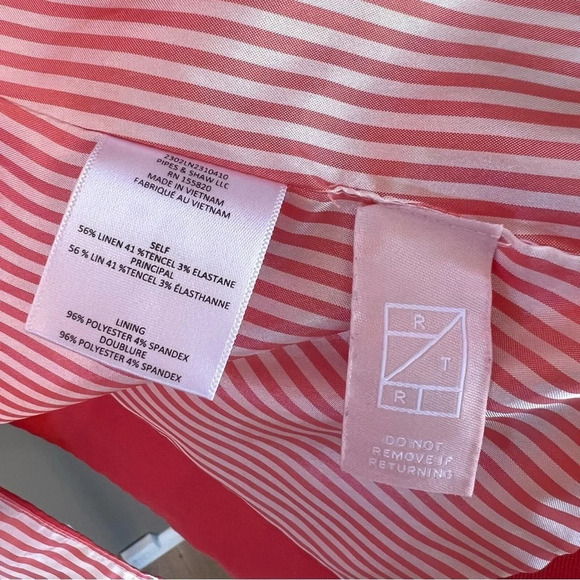 2302LN2310410
PIPES & SHAW LLC
RN 155820
MADE IN VIETNAM
FABRIQUÉ AU VIETNAM
SELF
56% LINEN 41 %TENCEL 3% ELASTANE
PRINCIPAL
56 % LIN 41 %TENCEL 3% ÉLASTHANNE
LINING
96% POLYESTER 4% SPANDEX
DOUBLURE
96% POLYESTER 4% SPANDEX
R
T
R
DO NOT
REMOVE IF
RETURNING